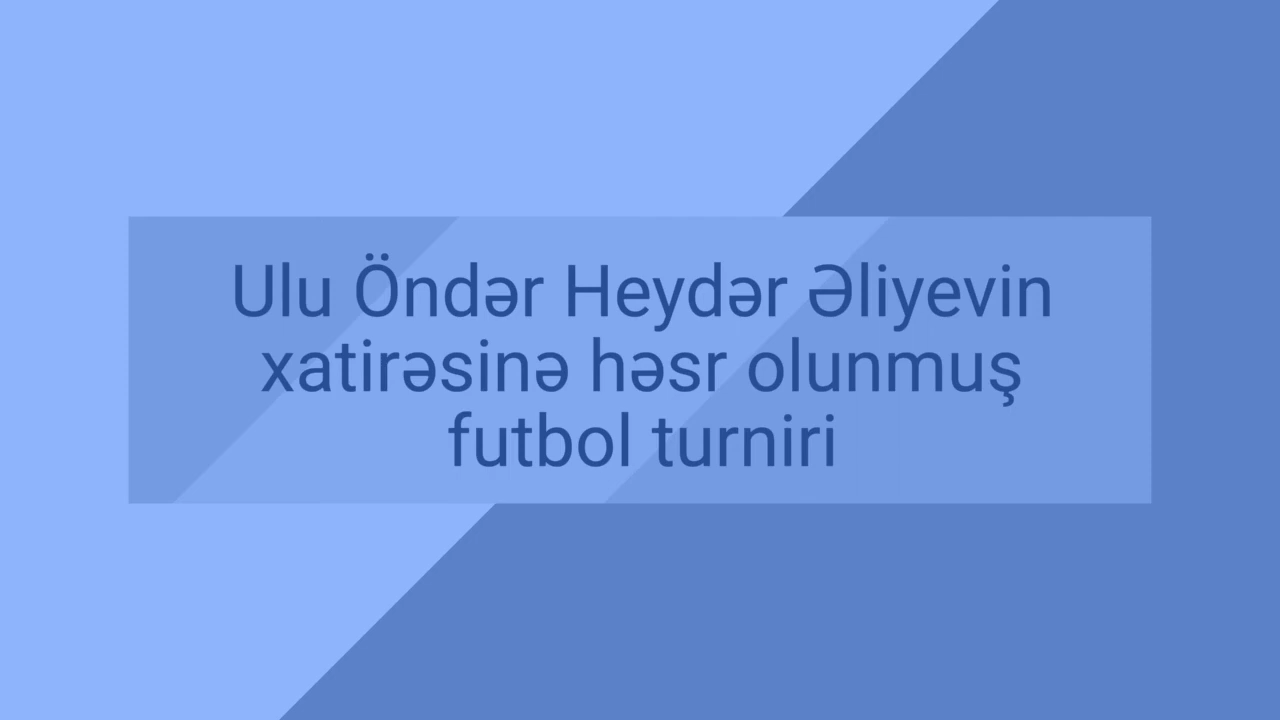 Ulu Öndər Heydər Əliyevin
xatirəsinə həsr olunmuş
futbol turniri